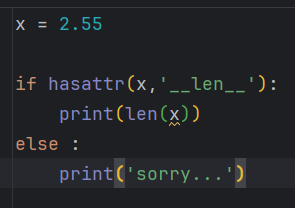 x = 2.55
if hasattr(x,'__len__'):
    print(len(x))
else :
    print('sorry...')